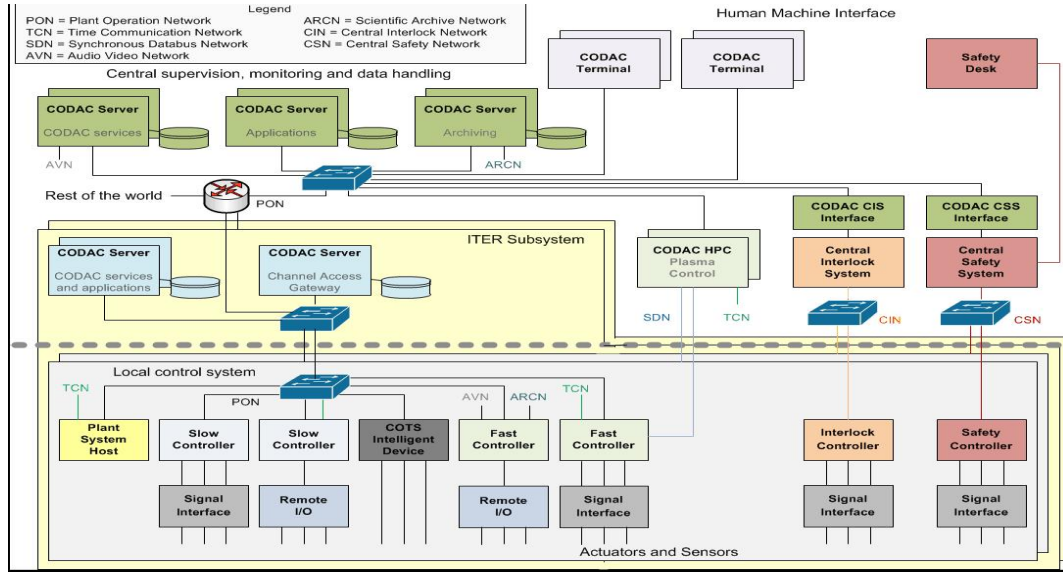 Legend
PON = Plant Operation Network
ARCN = Scientific Archive Network
TCN = Time Communication Network
CIN = Central Interlock Network
SDN = Synchronous Databus Network
CSN = Central Safety Network
AVN = Audio Video Network
Human Machine Interface
Central supervision, monitoring and data handling
CODAC
Terminal
CODAC
Terminal
Safety
Desk
CODAC Server
CODAC services
CODAC Server
Applications
CODAC Server
Archiving
AVN
ARCN
Rest of the world
PON
CODAC CIS
Interface
CODAC CSS
Interface
ITER Subsystem
CODAC Server
CODAC services
and applications
CODAC Server
Channel Access
Gateway
CODAC HPC
Plasma
Control
Central
Interlock
System
Central
Safety
System
SDN
TCN
CIN
CSN
Local control system
TCN
PON
AVN
ARCN
TCN
Plant
System
Host
Slow
Controller
Slow
Controller
COTS
Intelligent
Device
Fast
Controller
Fast
Controller
Interlock
Controller
Safety
Controller
Signal
Interface
Remote
I/O
Remote
I/O
Signal
Interface
Signal
Interface
Signal
Interface
Actuators and Sensors